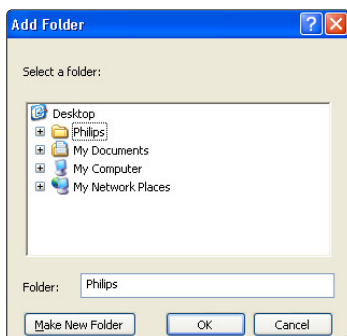 Add Folder
Select a folder:
Desktop
Philips
My Documents
My Computer
My Network Places
Folder: Philips
Make New Folder OK Cancel